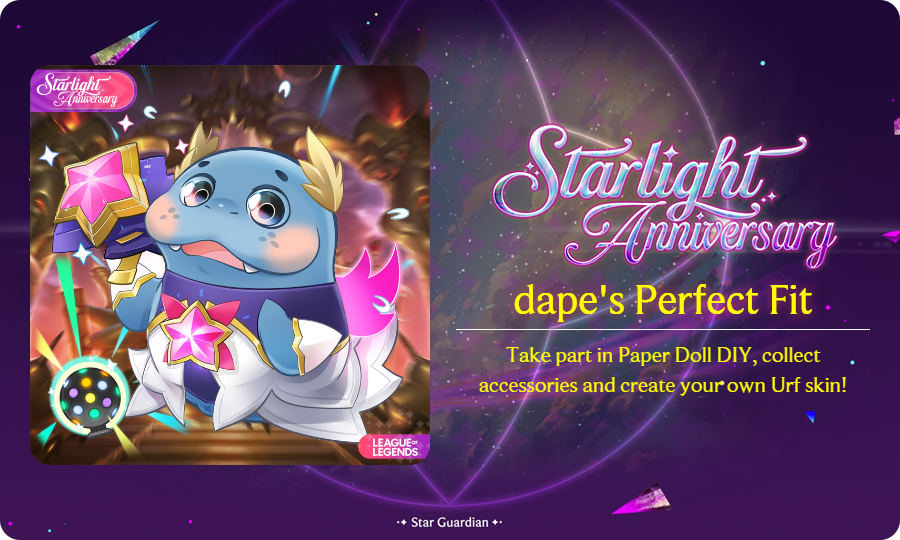 Starlight
Anniversary
LEAGUE OF
LEGENDS
Starlight
Anniversary
dape's Perfect Fit
Take part in Paper Doll DIY, collect
accessories and create your own Urf skin!
Star Guardian